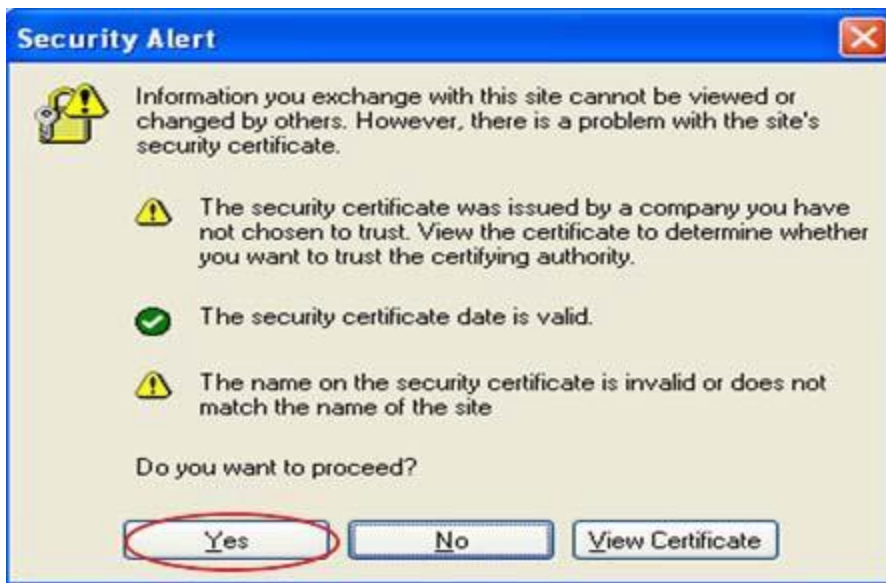 Security Alert
Information you exchange with this site cannot be viewed or
changed by others. However, there is a problem with the site's
security certificate.
The security certificate was issued by a company you have
not chosen to trust. View the certificate to determine whether
you want to trust the certifying authority.
The security certificate date is valid.
The name on the security certificate is invalid or does not
match the name of the site
Do you want to proceed?
Yes No View Certificate